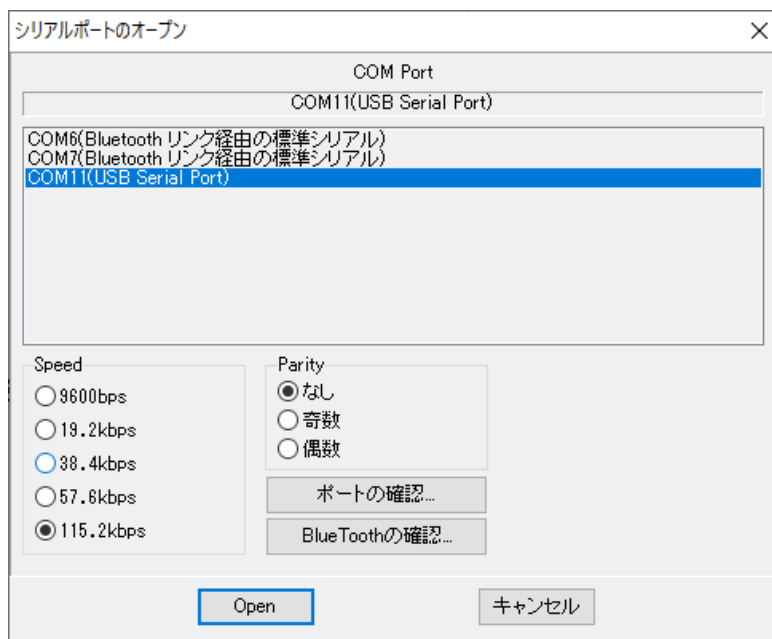 シリアルポートのオープン
COM Port
COM11(USB Serial Port)
COM6(Bluetooth リンク経由の標準シリアル)
COM7(Bluetooth リンク経由の標準シリアル)
COM11(USB Serial Port)
Speed
9600bps
19.2kbps
38.4kbps
57.6kbps
115.2kbps
Parity
なし
奇数
偶数
ポートの確認...
BlueToothの確認...
Open
キャンセル